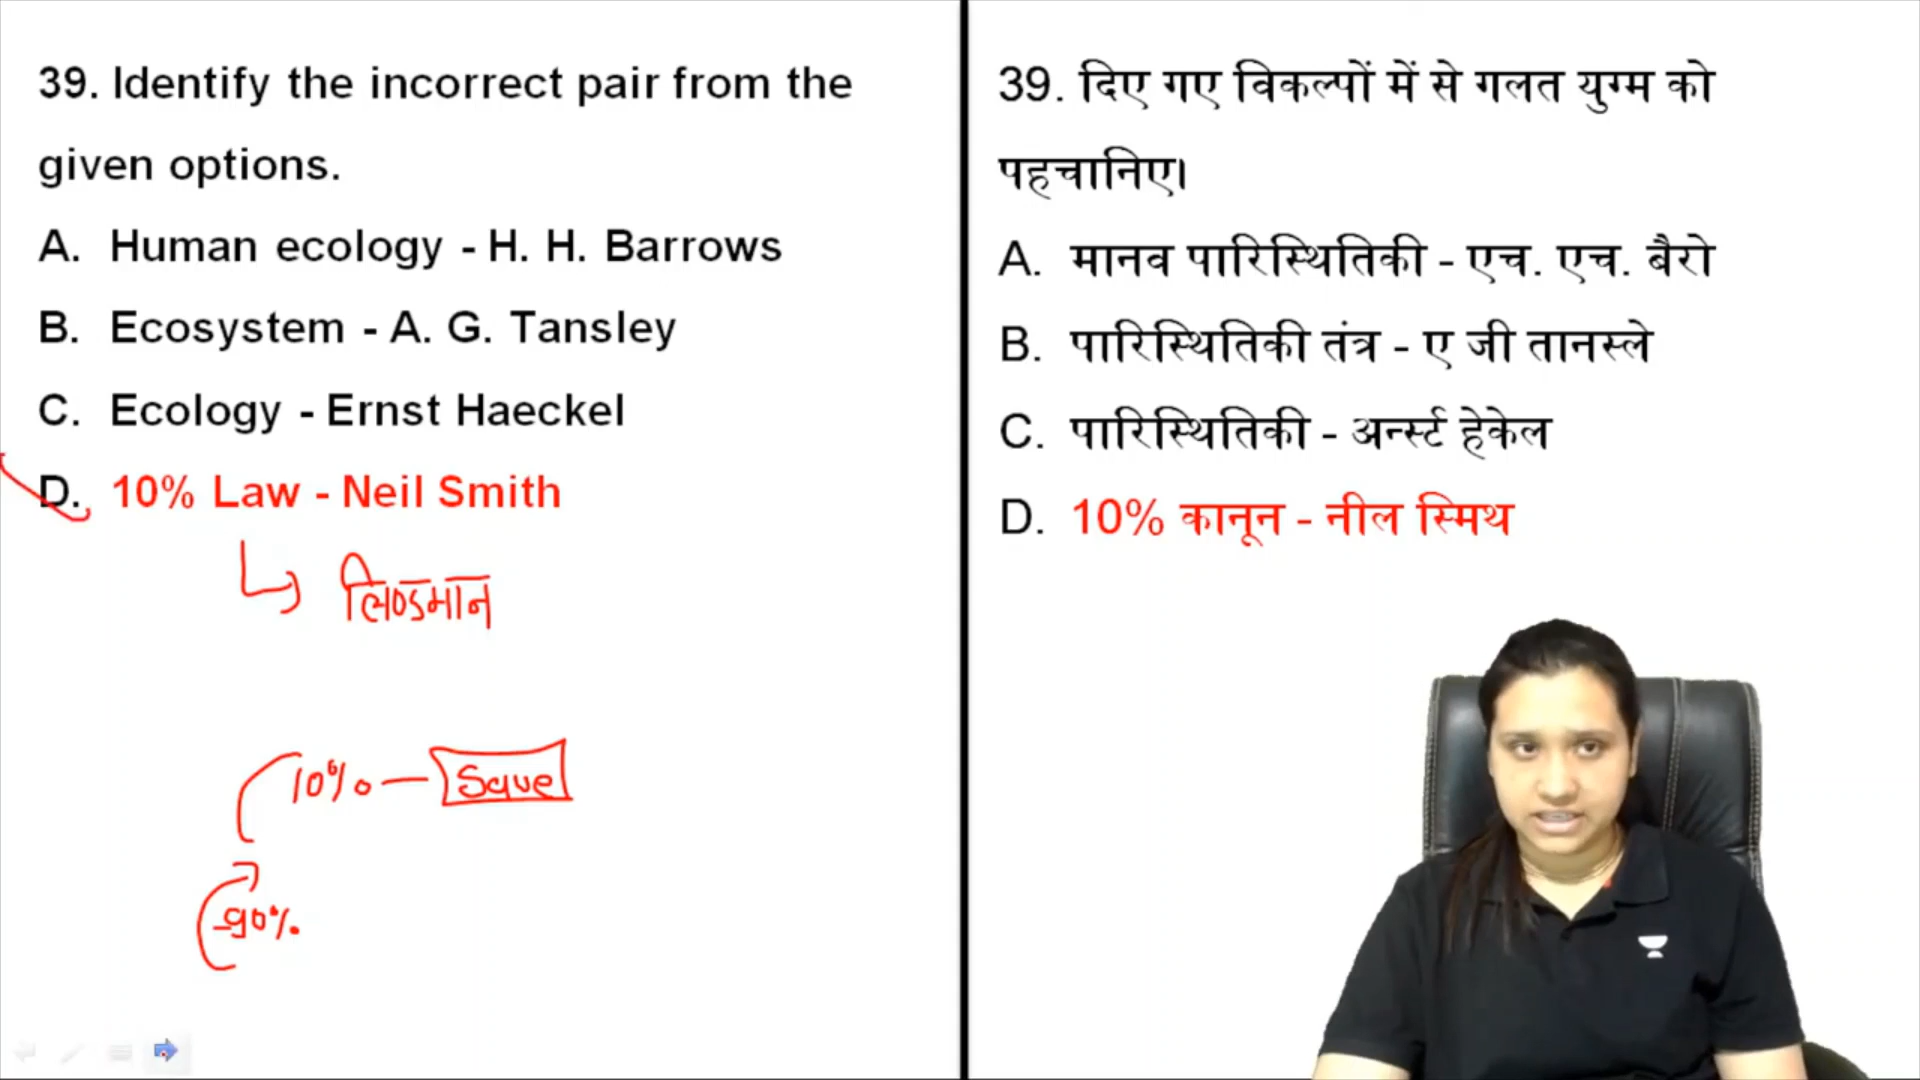 39. Identify the incorrect pair from the
given options.
A. Human ecology - H. H. Barrows
B. Ecosystem - A. G. Tansley
C. Ecology - Ernst Haeckel
D. 10% Law - Neil Smith
लिण्डमान
10% — Save
90%
39. दिए गए विकल्पों में से गलत युग्म को
पहचानिए।
A. मानव पारिस्थितिकी - एच. एच. बैरो
B. पारिस्थितिकी तंत्र - ए जी तानस्ले
C. पारिस्थितिकी - अर्न्स्ट हेकेल
D. 10% कानून - नील स्मिथ